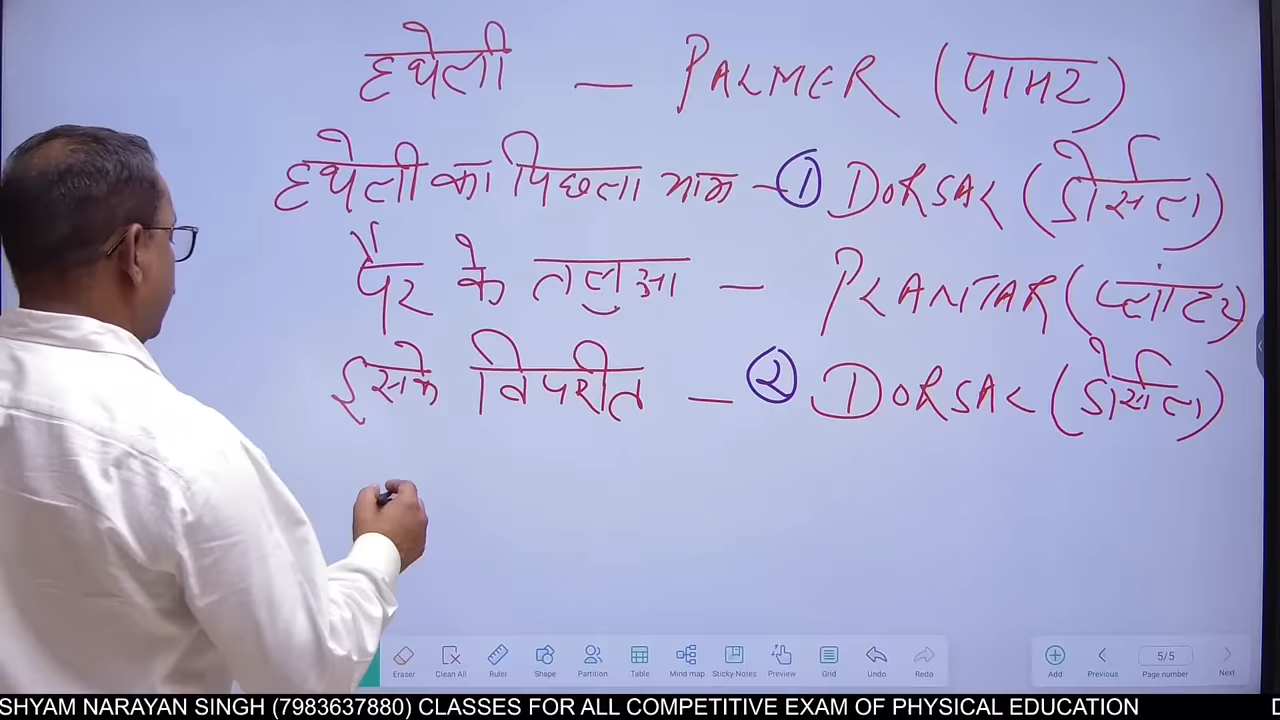 हथेली — PALMER (पामर)
हथेली का पिछला भाग — ① DORSAL (डोर्सल)
पैर के तलुआ — PLANTAR (प्लांटर)
इसके विपरीत — ② DORSAL (डोर्सल)
Eraser Clean All Ruler Shape Partition Table Mind map Sticky-Notes Preview Grid Undo Redo Add Previous 5/5 Page number Next
SHYAM NARAYAN SINGH (7983637880) CLASSES FOR ALL COMPETITIVE EXAM OF PHYSICAL EDUCATION